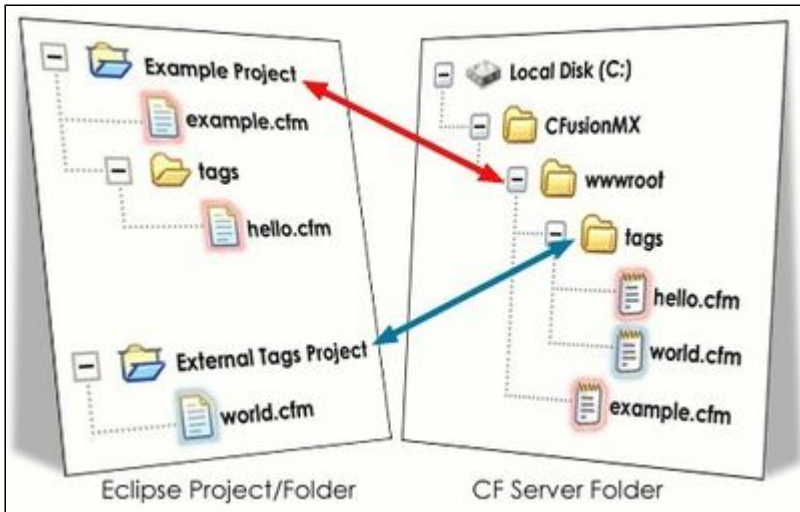 Example Project
example.cfm
tags
hello.cfm
External Tags Project
world.cfm
Eclipse Project/Folder
Local Disk (C:)
CFusionMX
wwwroot
tags
hello.cfm
world.cfm
example.cfm
CF Server Folder